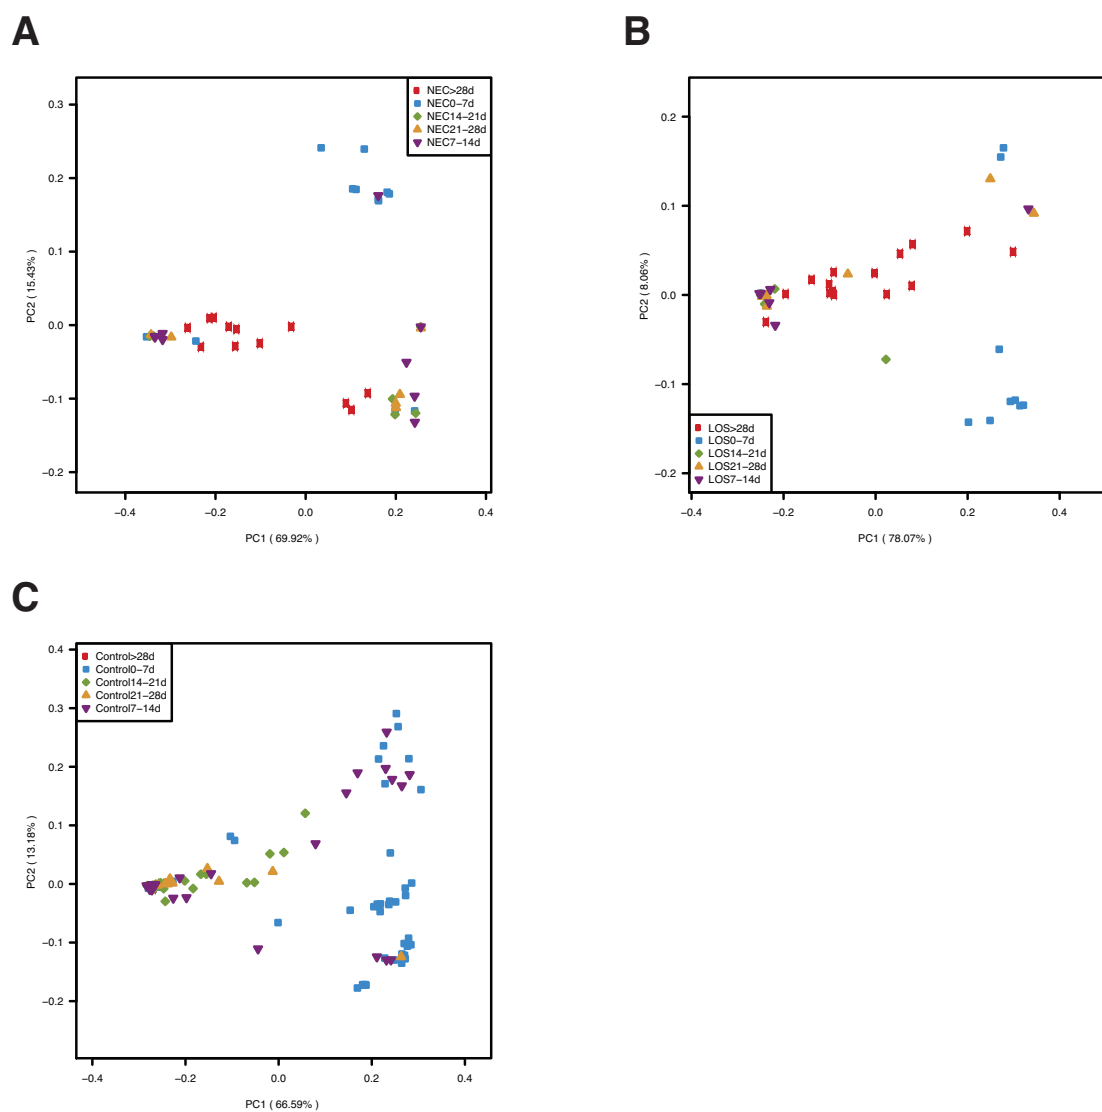 A
NEC>28d
NEC0−7d
NEC14−21d
NEC21−28d
NEC7−14d
0.3
0.2
0.1
0.0
−0.1
−0.2
PC2 ( 15.43% )
−0.4
−0.2
0.0
0.2
0.4
PC1 ( 69.92% )
B
0.2
0.1
0.0
−0.1
−0.2
PC2 ( 8.06% )
LOS>28d
LOS0−7d
LOS14−21d
LOS21−28d
LOS7−14d
−0.4
−0.2
0.0
0.2
0.4
PC1 ( 78.07% )
C
Control>28d
Control0−7d
Control14−21d
Control21−28d
Control7−14d
0.4
0.3
0.2
0.1
0.0
−0.1
−0.2
PC2 ( 13.18% )
−0.4
−0.2
0.0
0.2
0.4
PC1 ( 66.59% )